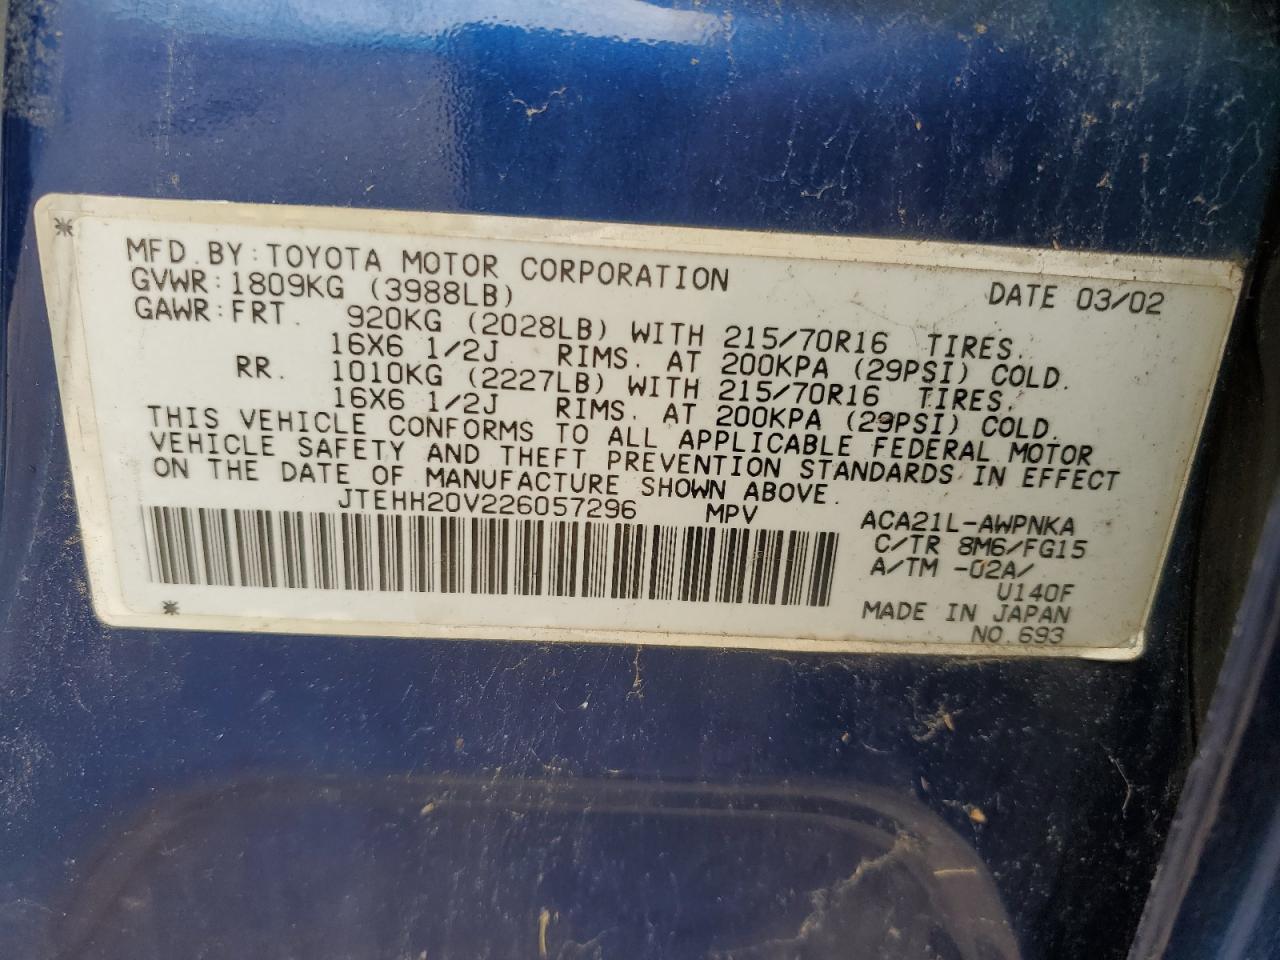 MFD. BY: TOYOTA MOTOR CORPORATION DATE 03/02
GVWR: 1809KG (3988LB)
GAWR: FRT. 920KG (2028LB) WITH 215/70R16 TIRES.
16X6 1/2J RIMS. AT 200KPA (29PSI) COLD.
RR. 1010KG (2227LB) WITH 215/70R16 TIRES.
16X6 1/2J RIMS. AT 200KPA (29PSI) COLD.
THIS VEHICLE CONFORMS TO ALL APPLICABLE FEDERAL MOTOR
VEHICLE SAFETY AND THEFT PREVENTION STANDARDS IN EFFECT
ON THE DATE OF MANUFACTURE SHOWN ABOVE.
JTEHH20V226057296 MPV
ACA21L-AWPNKA
C/TR 8M6/FG15
A/TM -02A/
U140F
MADE IN JAPAN
NO. 693